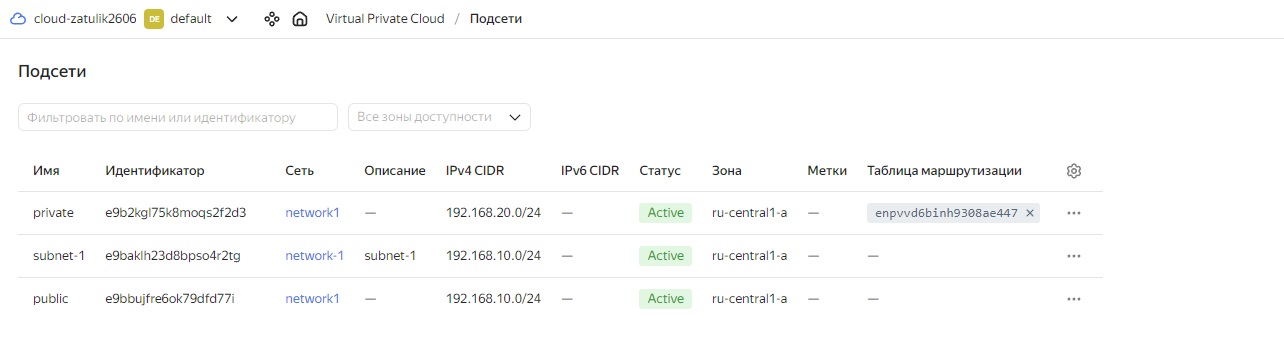 cloud-zatulik2606 DE default Virtual Private Cloud / Подсети
Подсети
Фильтровать по имени или идентификатору Все зоны доступности
Имя Идентификатор Сеть Описание IPv4 CIDR IPv6 CIDR Статус Зона Метки Таблица маршрутизации
private e9b2kgl75k8moqs2f2d3 network1 — 192.168.20.0/24 — Active ru-central1-a — enpvvd6binh9308ae447 ×
subnet-1 e9baklh23d8bpso4r2tg network-1 subnet-1 192.168.10.0/24 — Active ru-central1-a — —
public e9bbujfre6ok79dfd77i network1 — 192.168.10.0/24 — Active ru-central1-a — —